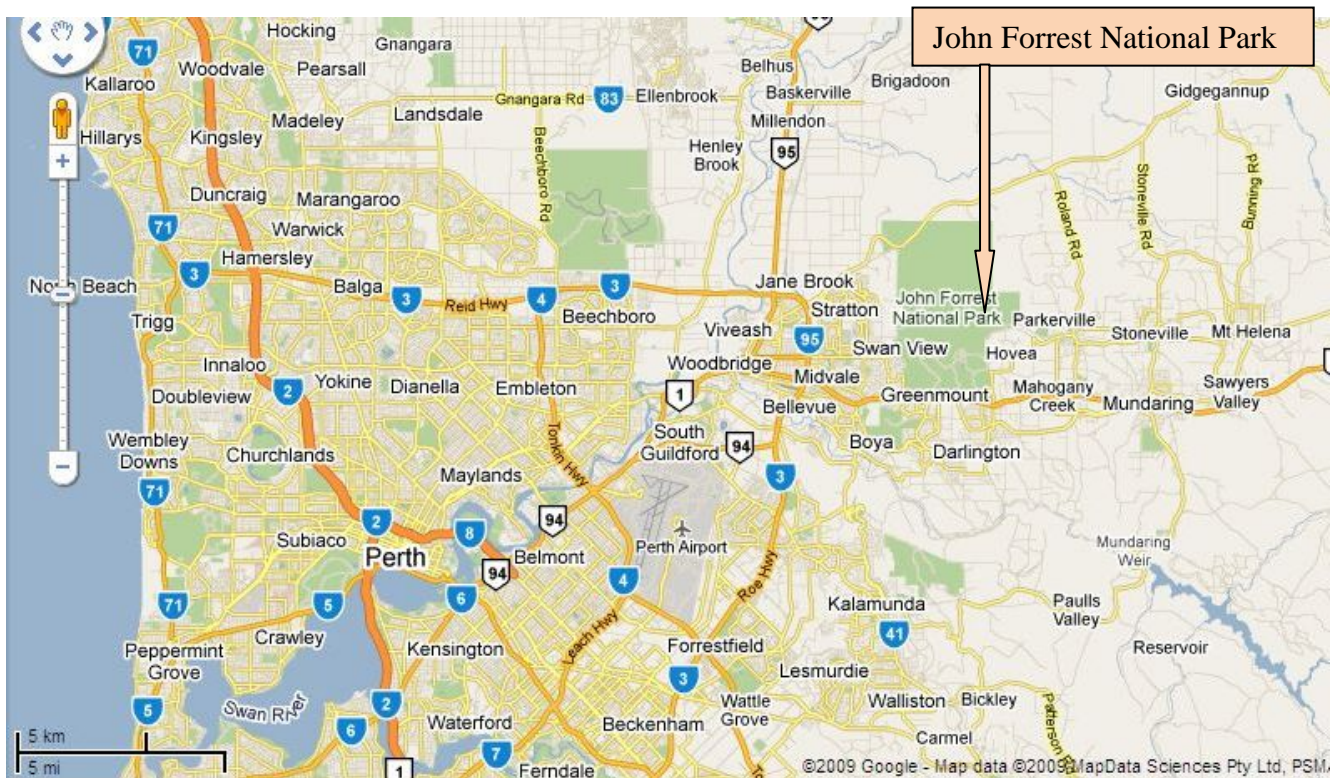 John Forrest National Park
Hocking
Gnangara
95
71
Woodvale
Pearsall
Belhus
Brigadoon
Kallaroo
Gnangara Rd
83
Ellenbrook
Baskerville
Gidgegannup
Madeley
Landsdale
Millendon
Hillarys
Kingsley
Beechboro Rd
Henley
Brook
95
Stoneville Rd
Bunning Rd
Roland Rd
Duncraig
Marangaroo
71
Warwick
Hamersley
North Beach
3
Balga
3
Reid Hwy
4
3
Jane Brook
Beechboro
Stratton
John Forrest
National Park
Parkerville
Trigg
Viveash
95
Stoneville
Mt Helena
Innaloo
Woodbridge
Swan View
Hovea
2
Yokine
Dianella
Embleton
1
Midvale
Doubleview
Greenmount
Mahogany
Creek
Mundaring
Sawyers
Valley
Bellevue
Wembley
Downs
Churchlands
Tonkin Hwy
South
Guildford
94
Boya
Darlington
Maylands
3
71
2
8
94
Subiaco
Perth
Belmont
Perth Airport
Mundaring
Weir
94
4
Roe Hwy
71
5
6
Kalamunda
Paulls
Valley
Crawley
Leach Hwy
41
Peppermint
Grove
Kensington
Forrestfield
Reservoir
3
Lesmurdie
Swan River
2
Wattle
Grove
Walliston
Bickley
5
6
Waterford
Beckenham
Patterson Rd
5 km
7
Carmel
5 mi
1
Ferndale
©2009 Google - Map data ©2009 MapData Sciences Pty Ltd, PSMA